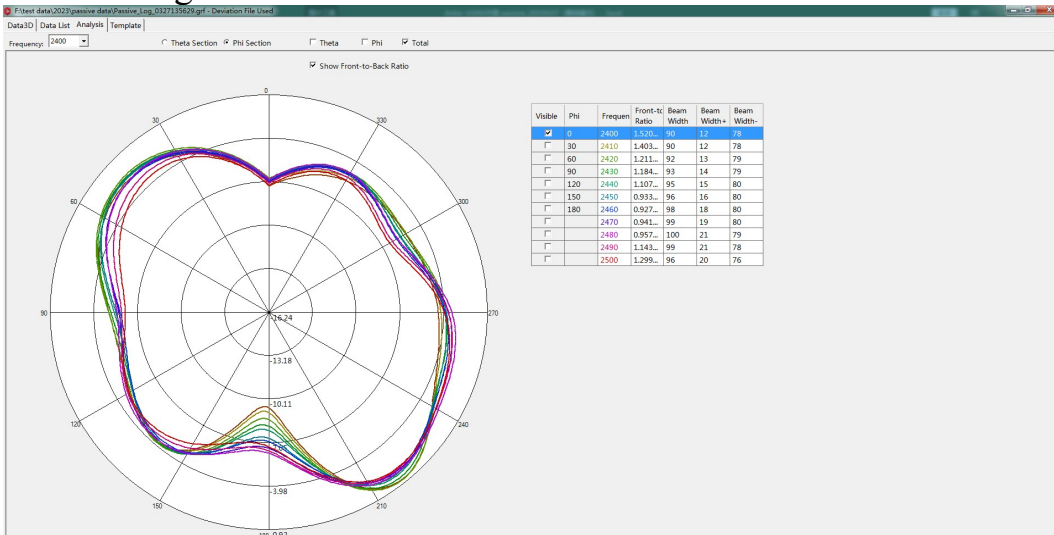 F:\test data\2023\passive data\Passive_Log_0327135629.grf - Deviation File Used
Data3D Data List Analysis Template
Frequency: 2400 Theta Section Phi Section Theta Phi Total
Show Front-to-Back Ratio
0
30
330
60
300
90
270
120
240
150
210
-16.24
-13.18
-10.11
-3.98
Visible Phi Frequen Front-tc Ratio Beam Width Beam Width+ Beam Width-
0 2400 1.520... 90 12 78
30 2410 1.403... 90 12 78
60 2420 1.211... 92 13 79
90 2430 1.184... 93 14 79
120 2440 1.107... 95 15 80
150 2450 0.933... 96 16 80
180 2460 0.927... 98 18 80
2470 0.941... 99 19 80
2480 0.957... 100 21 79
2490 1.143... 99 21 78
2500 1.299... 96 20 76